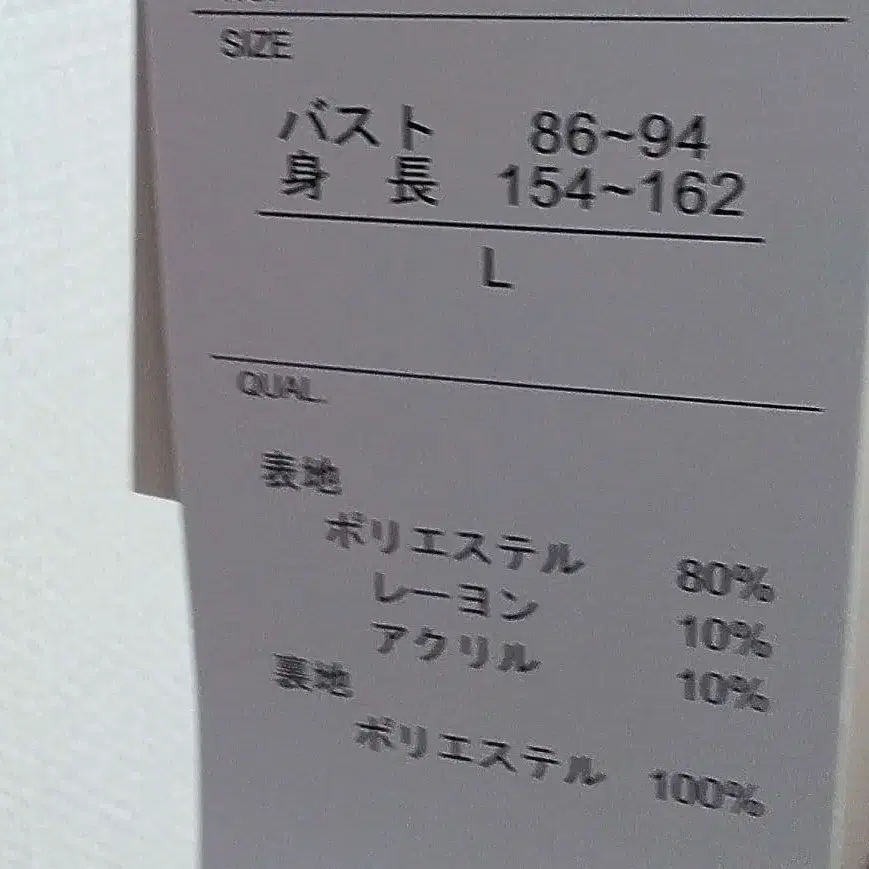 SIZE
バスト 86~94
身 長 154~162
L
QUAL.
表地
ポリエステル 80%
レーヨン 10%
アクリル 10%
裏地
ポリエステル 100%